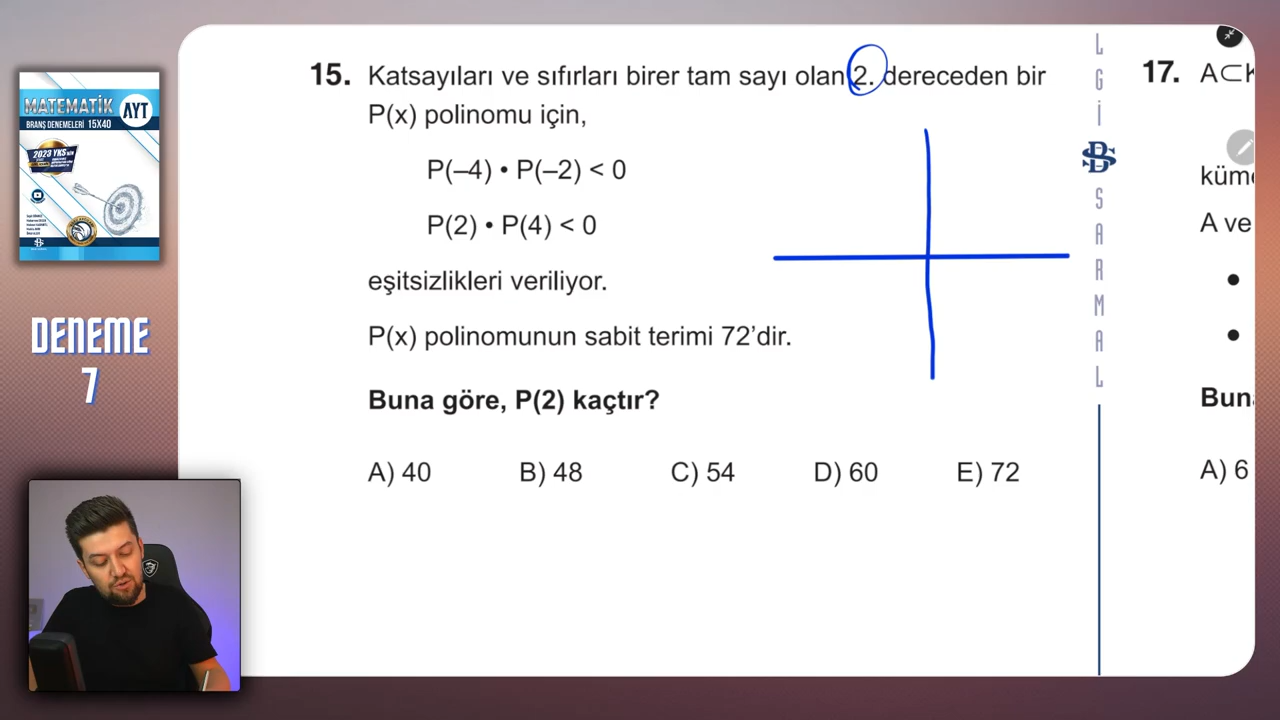 MATEMATİK
AYT
BRANŞ DENEMELERİ 15X40
2023 YKS'NİN
DENEME
7
15. Katsayıları ve sıfırları birer tam sayı olan 2. dereceden bir
P(x) polinomu için,
P(–4) • P(–2) < 0
P(2) • P(4) < 0
eşitsizlikleri veriliyor.
P(x) polinomunun sabit terimi 72'dir.
Buna göre, P(2) kaçtır?
A) 40 B) 48 C) 54 D) 60 E) 72
LGİ
SARMAL
17. A⊂K
küme
A ve
•
•
Bun
A) 6